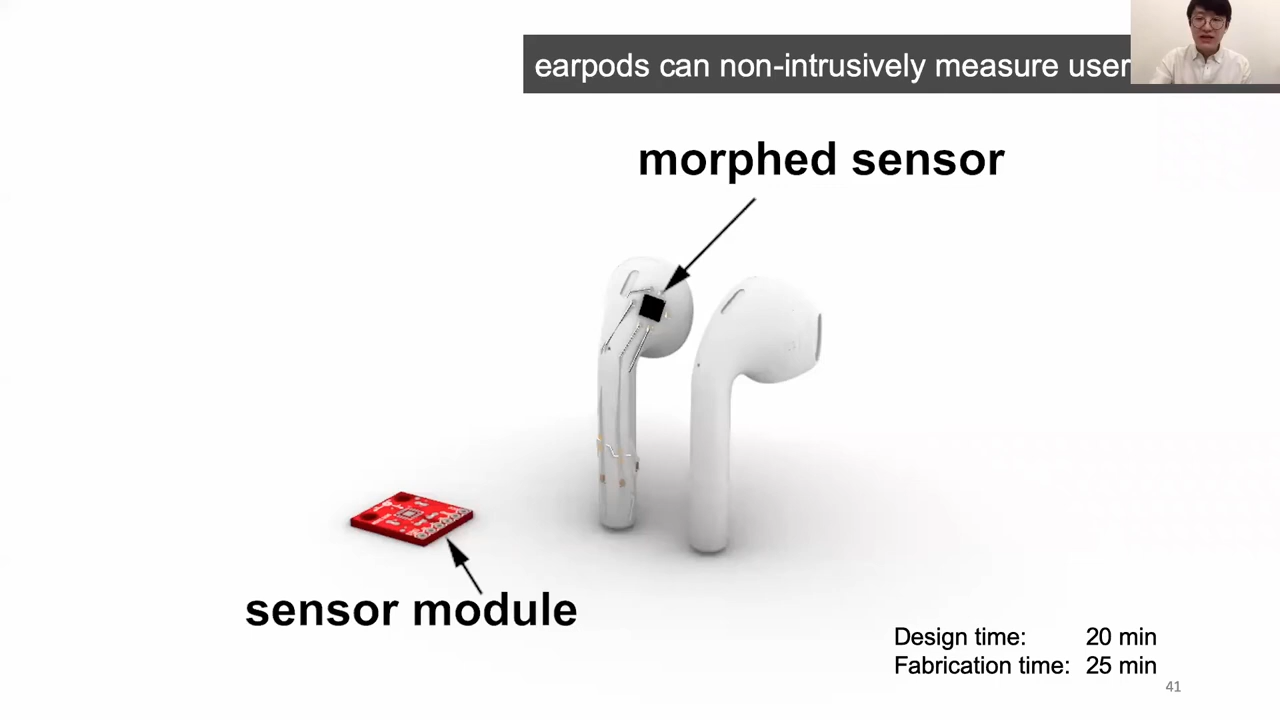 earpods can non-intrusively measure user
morphed sensor
sensor module
Design time: 20 min
Fabrication time: 25 min
41